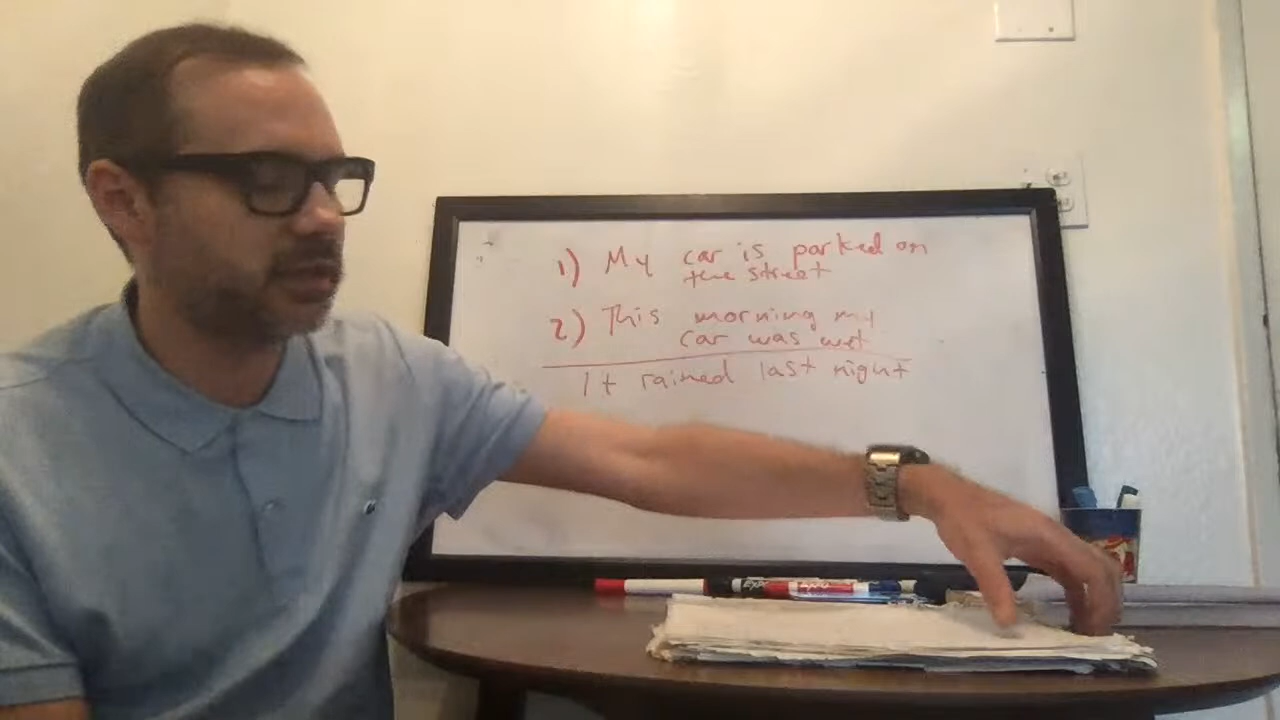 1) My car is parked on
the street
2) This morning my
car was wet
It rained last night
EXPO